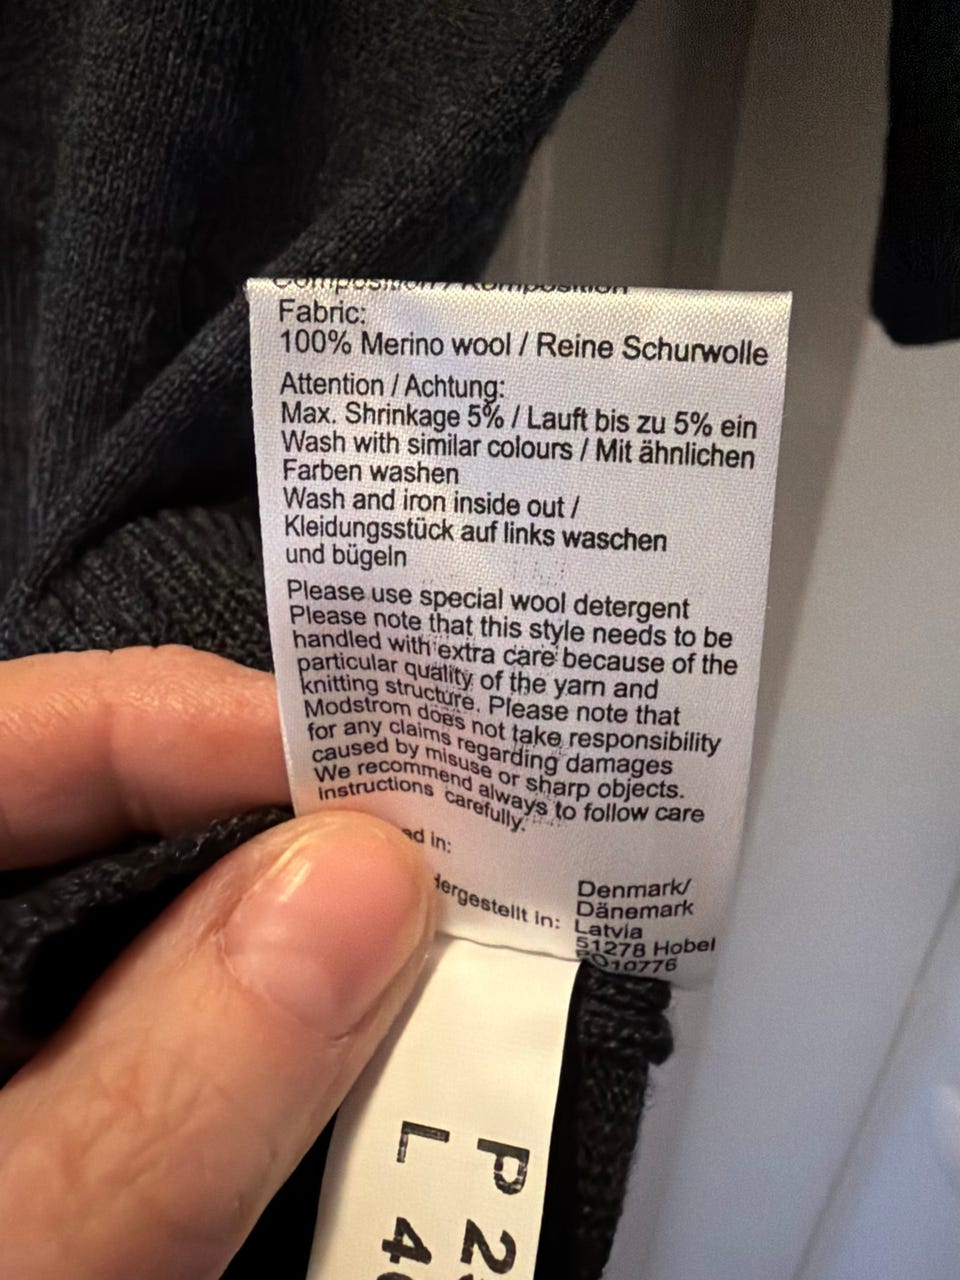 Composition / Komposition
Fabric:
100% Merino wool / Reine Schurwolle
Attention / Achtung:
Max. Shrinkage 5% / Lauft bis zu 5% ein
Wash with similar colours / Mit ähnlichen
Farben washen
Wash and iron inside out /
Kleidungsstück auf links waschen
und bügeln
Please use special wool detergent
Please note that this style needs to be
handled with extra care because of the
particular quality of the yarn and
knitting structure. Please note that
Modstrom does not take responsibility
for any claims regarding damages
caused by misuse or sharp objects.
We recommend always to follow care
instructions carefully.
in:
Denmark/
Dänemark
in: Latvia
51278 Hobel
PO10776
P
L